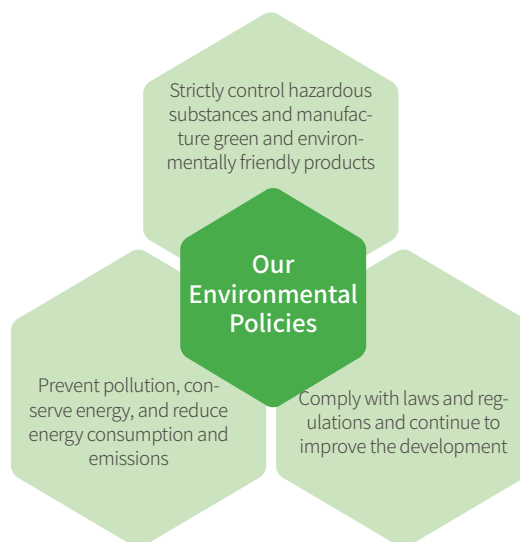 Strictly control hazardous
substances and manufac-
ture green and environ-
mentally friendly products
Our
Environmental
Policies
Prevent pollution, con-
serve energy, and reduce
energy consumption and
emissions
Comply with laws and reg-
ulations and continue to
improve the development